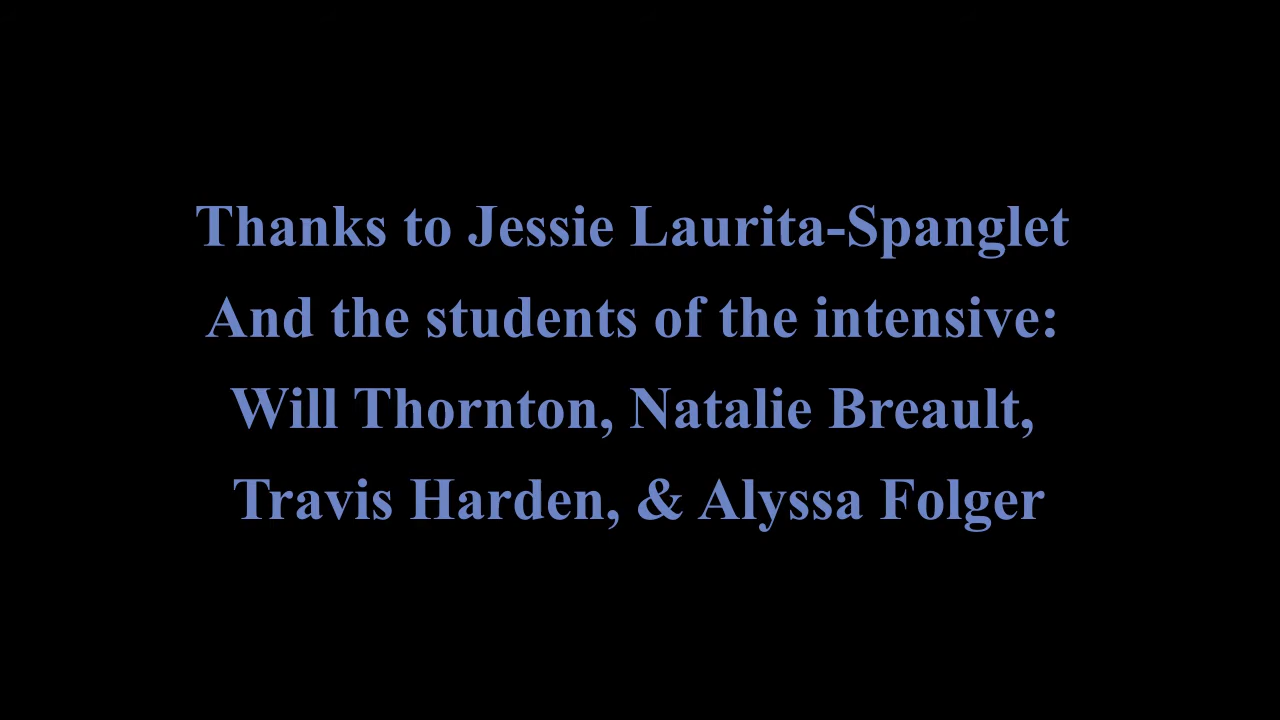 Thanks to Jessie Laurita-Spanglet
And the students of the intensive:
Will Thornton, Natalie Breault,
Travis Harden, & Alyssa Folger